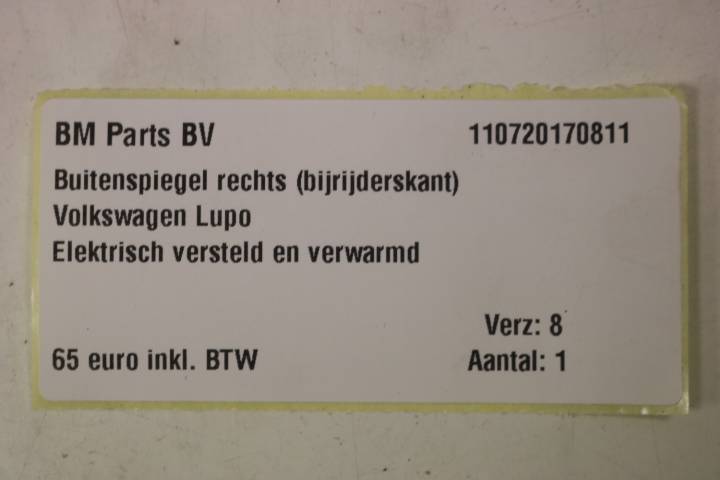 BM Parts BV 110720170811
Buitenspiegel rechts (bijrijderskant)
Volkswagen Lupo
Elektrisch versteld en verwarmd
Verz: 8
65 euro inkl. BTW Aantal: 1